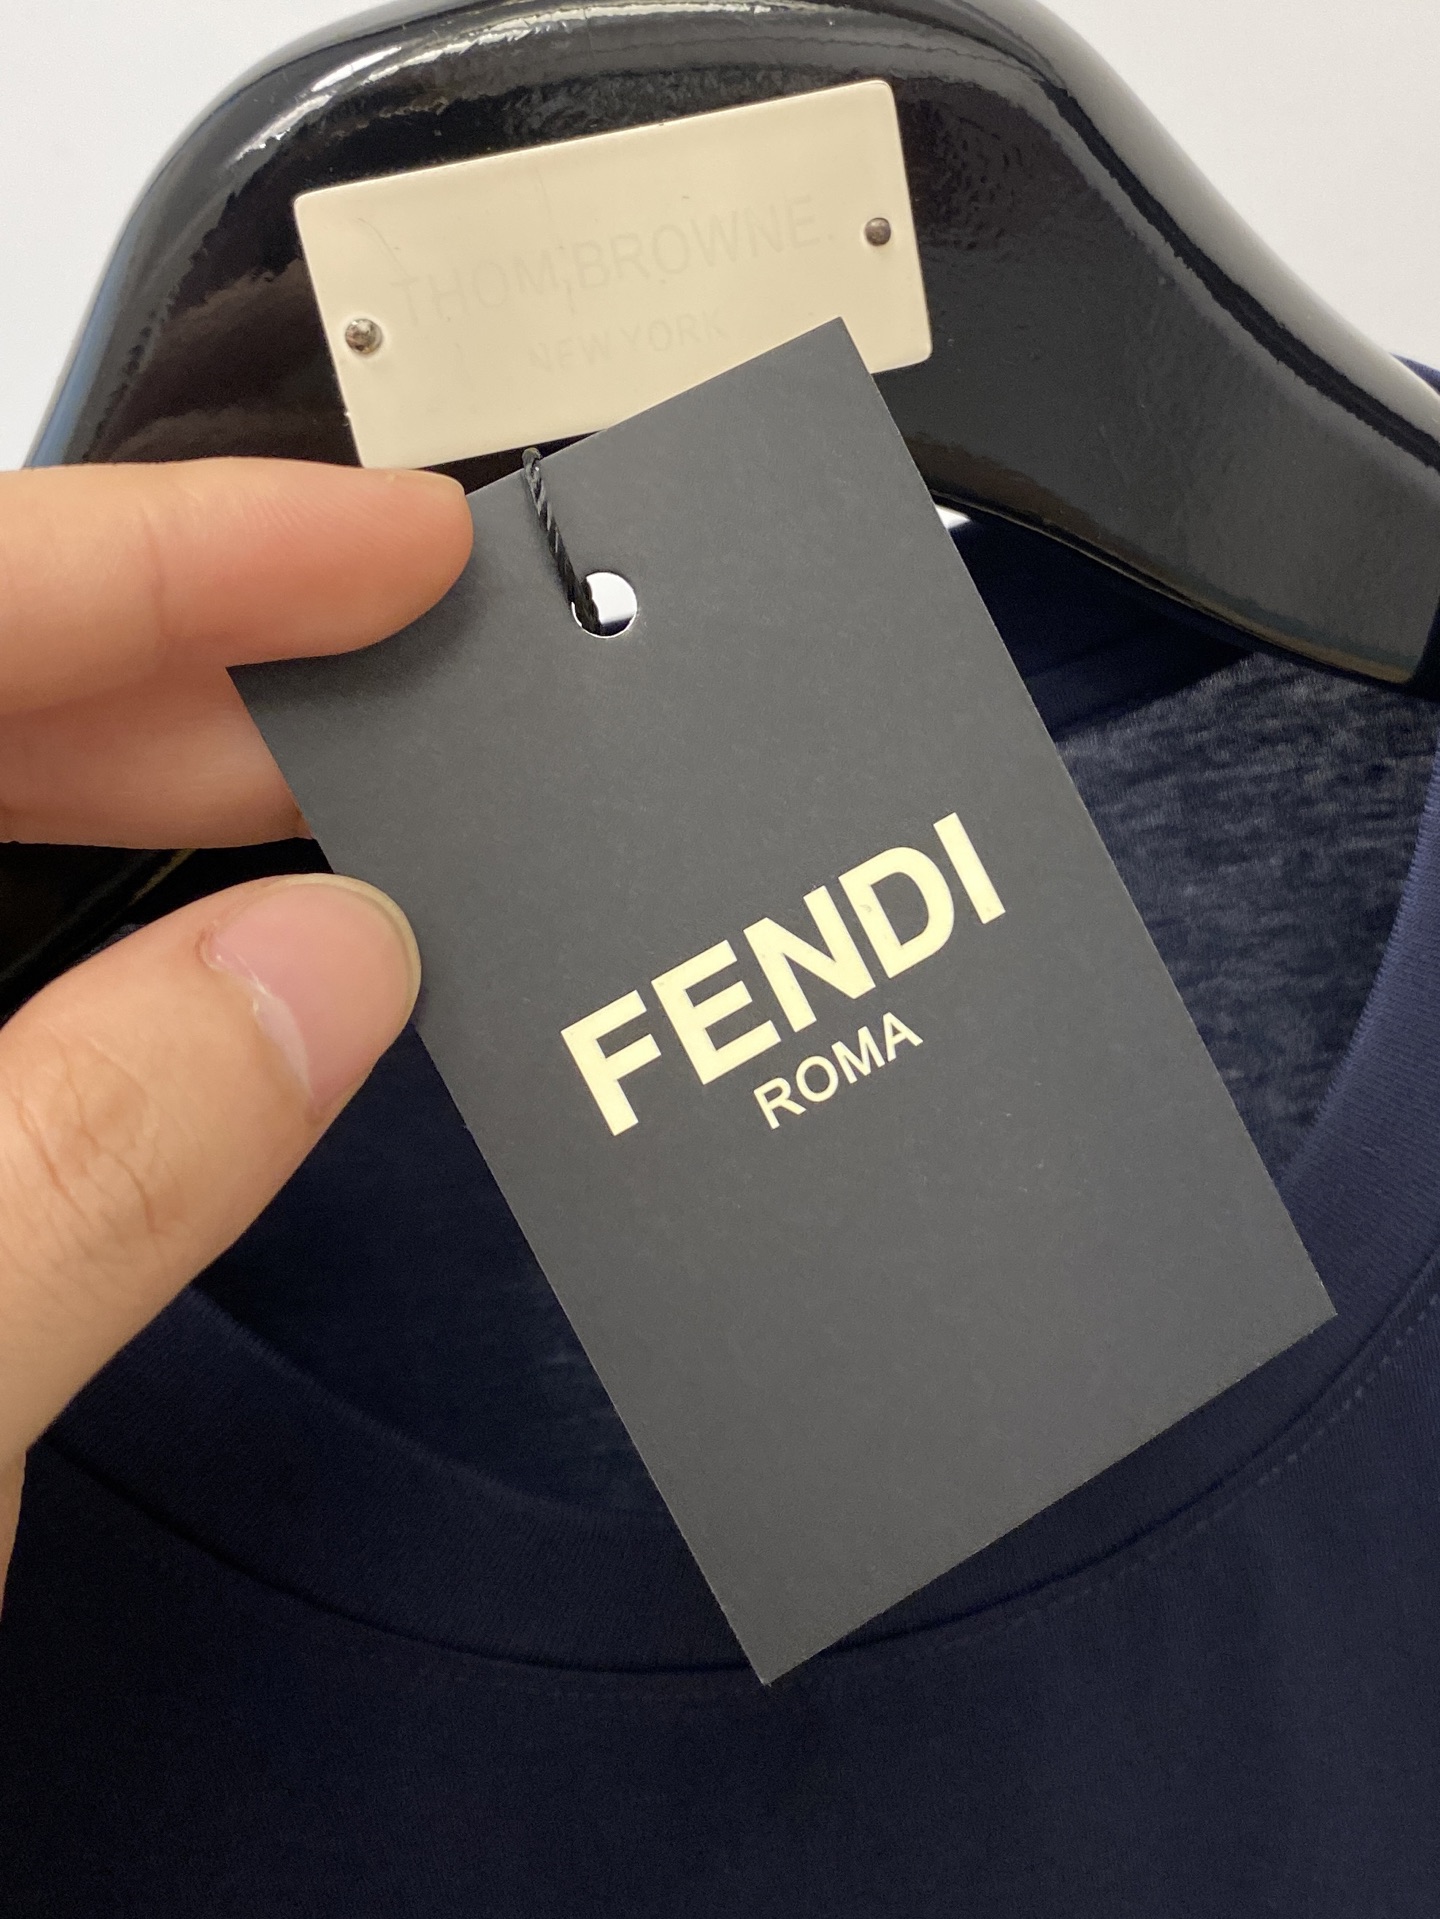 THOM BROWNE
NEW YORK
FENDI
ROMA